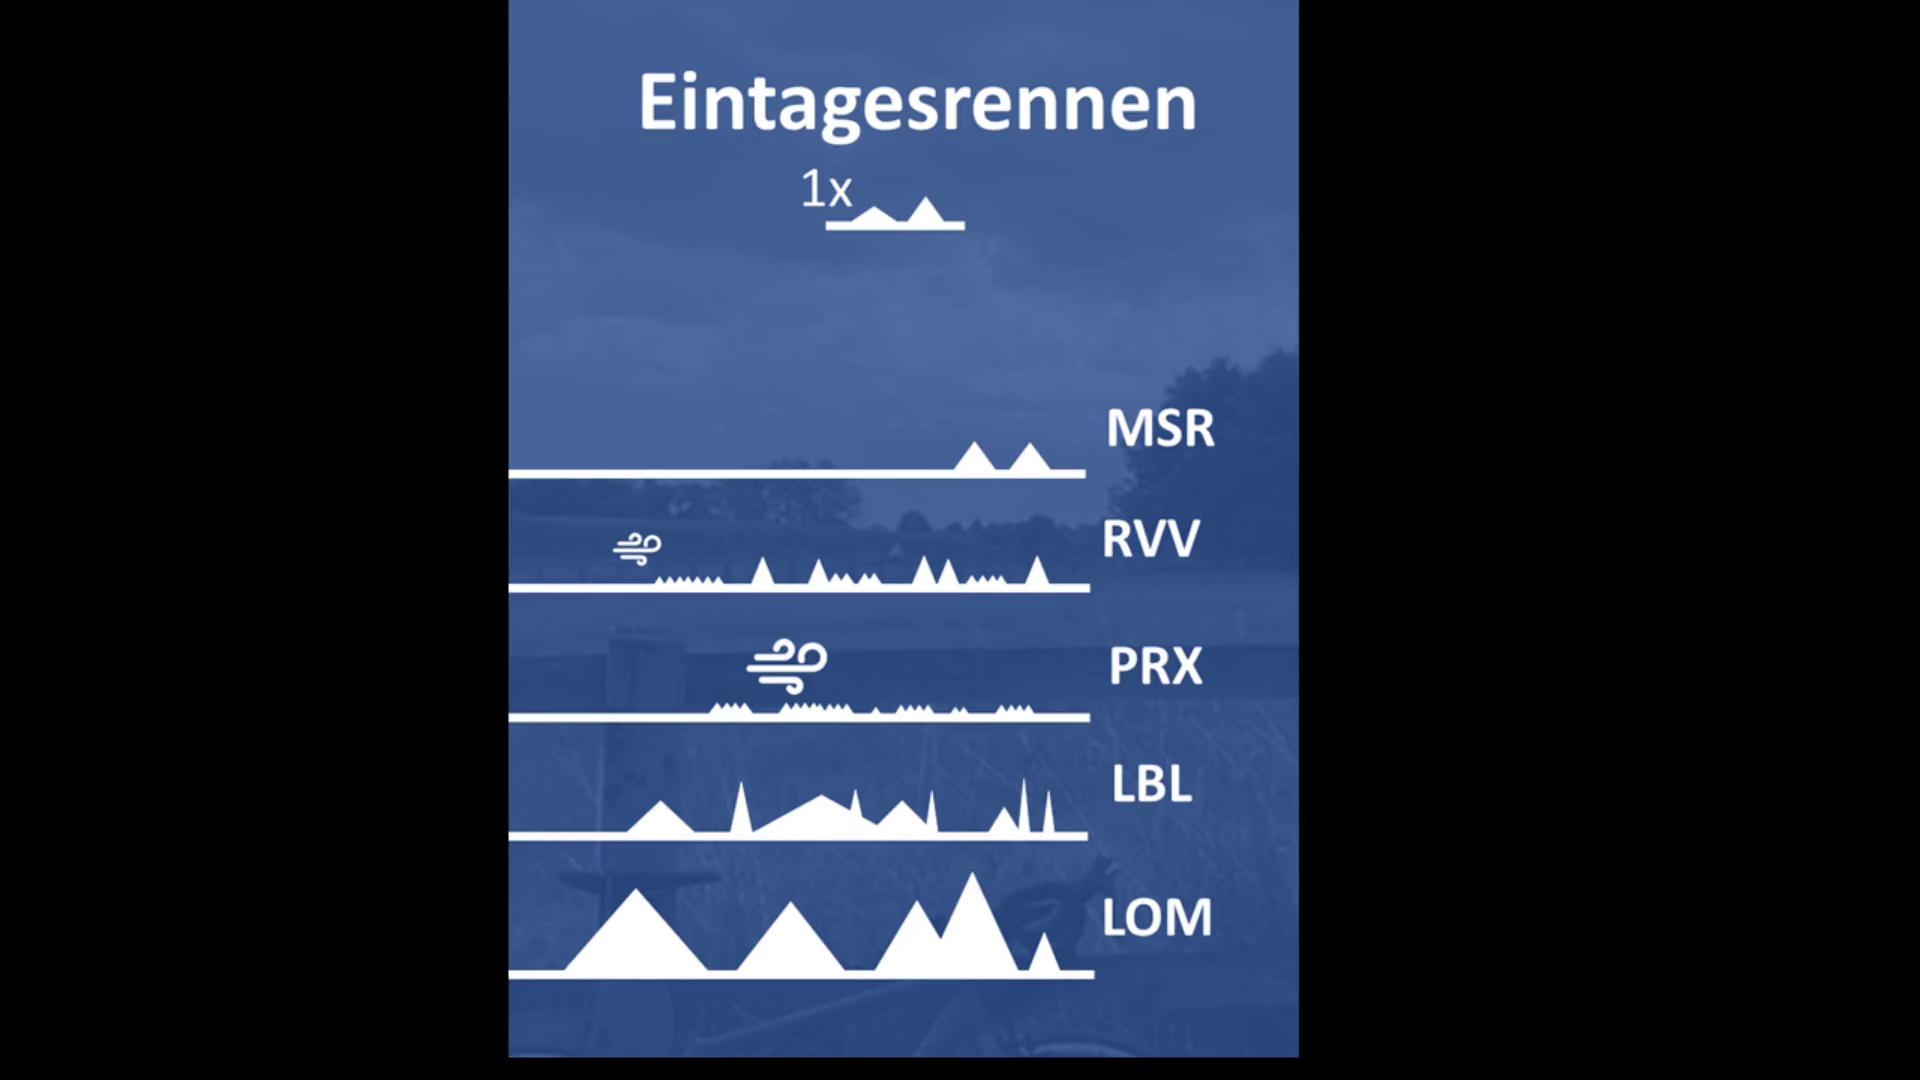 Eintagesrennen
1x
MSR
RVV
PRX
LBL
LOM